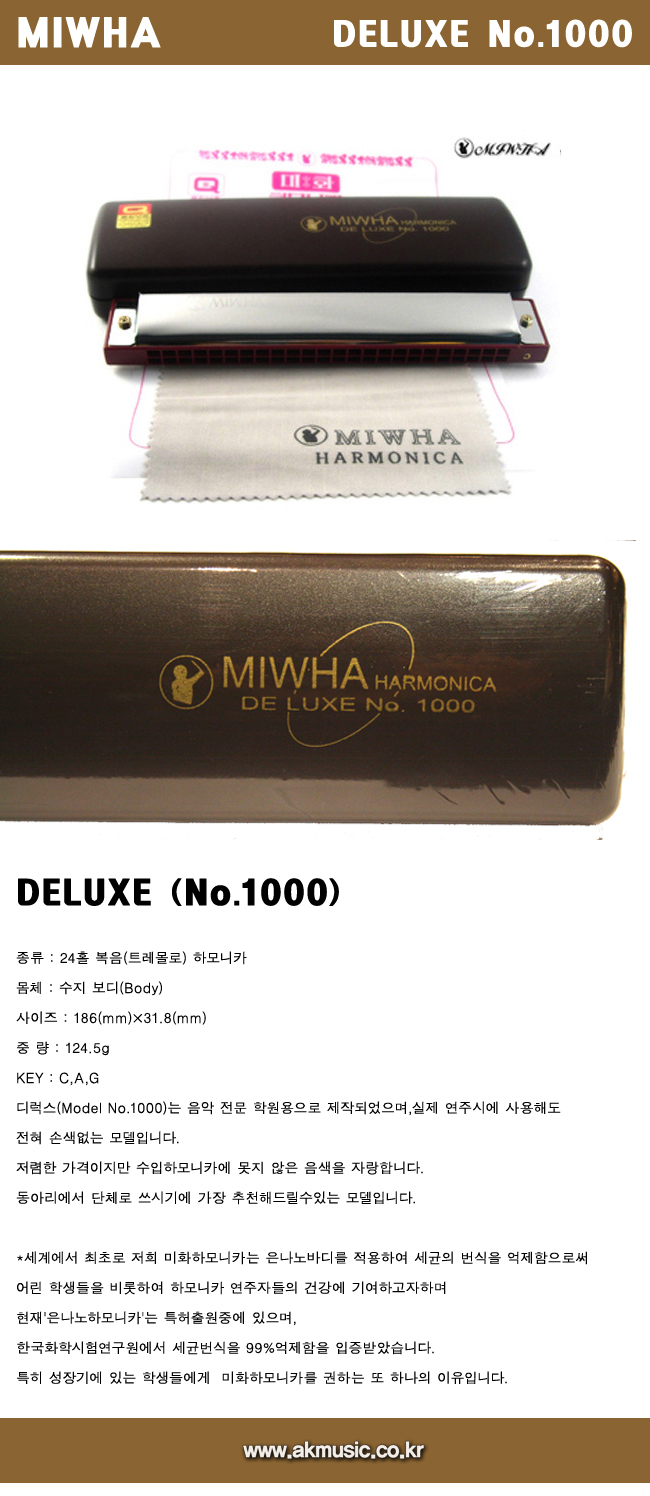 MIWHA DELUXE No.1000
MIWHA
미화
MIWHA HARMONICA
DE LUXE No. 1000
C
MIWHA
HARMONICA
MIWHA HARMONICA
DE LUXE No. 1000
DELUXE (No.1000)
종류 : 24홀 복음(트레몰로) 하모니카
몸체 : 수지 보디(Body)
사이즈 : 186(mm)×31.8(mm)
중 량 : 124.5g
KEY : C,A,G
디럭스(Model No.1000)는 음악 전문 학원용으로 제작되었으며,실제 연주시에 사용해도
전혀 손색없는 모델입니다.
저렴한 가격이지만 수입하모니카에 못지 않은 음색을 자랑합니다.
동아리에서 단체로 쓰시기에 가장 추천해드릴수있는 모델입니다.
*세계에서 최초로 저희 미화하모니카는 은나노바디를 적용하여 세균의 번식을 억제함으로써
어린 학생들을 비롯하여 하모니카 연주자들의 건강에 기여하고자하며
현재'은나노하모니카'는 특허출원중에 있으며,
한국화학시험연구원에서 세균번식을 99%억제함을 입증받았습니다.
특히 성장기에 있는 학생들에게 미화하모니카를 권하는 또 하나의 이유입니다.
www.akmusic.co.kr